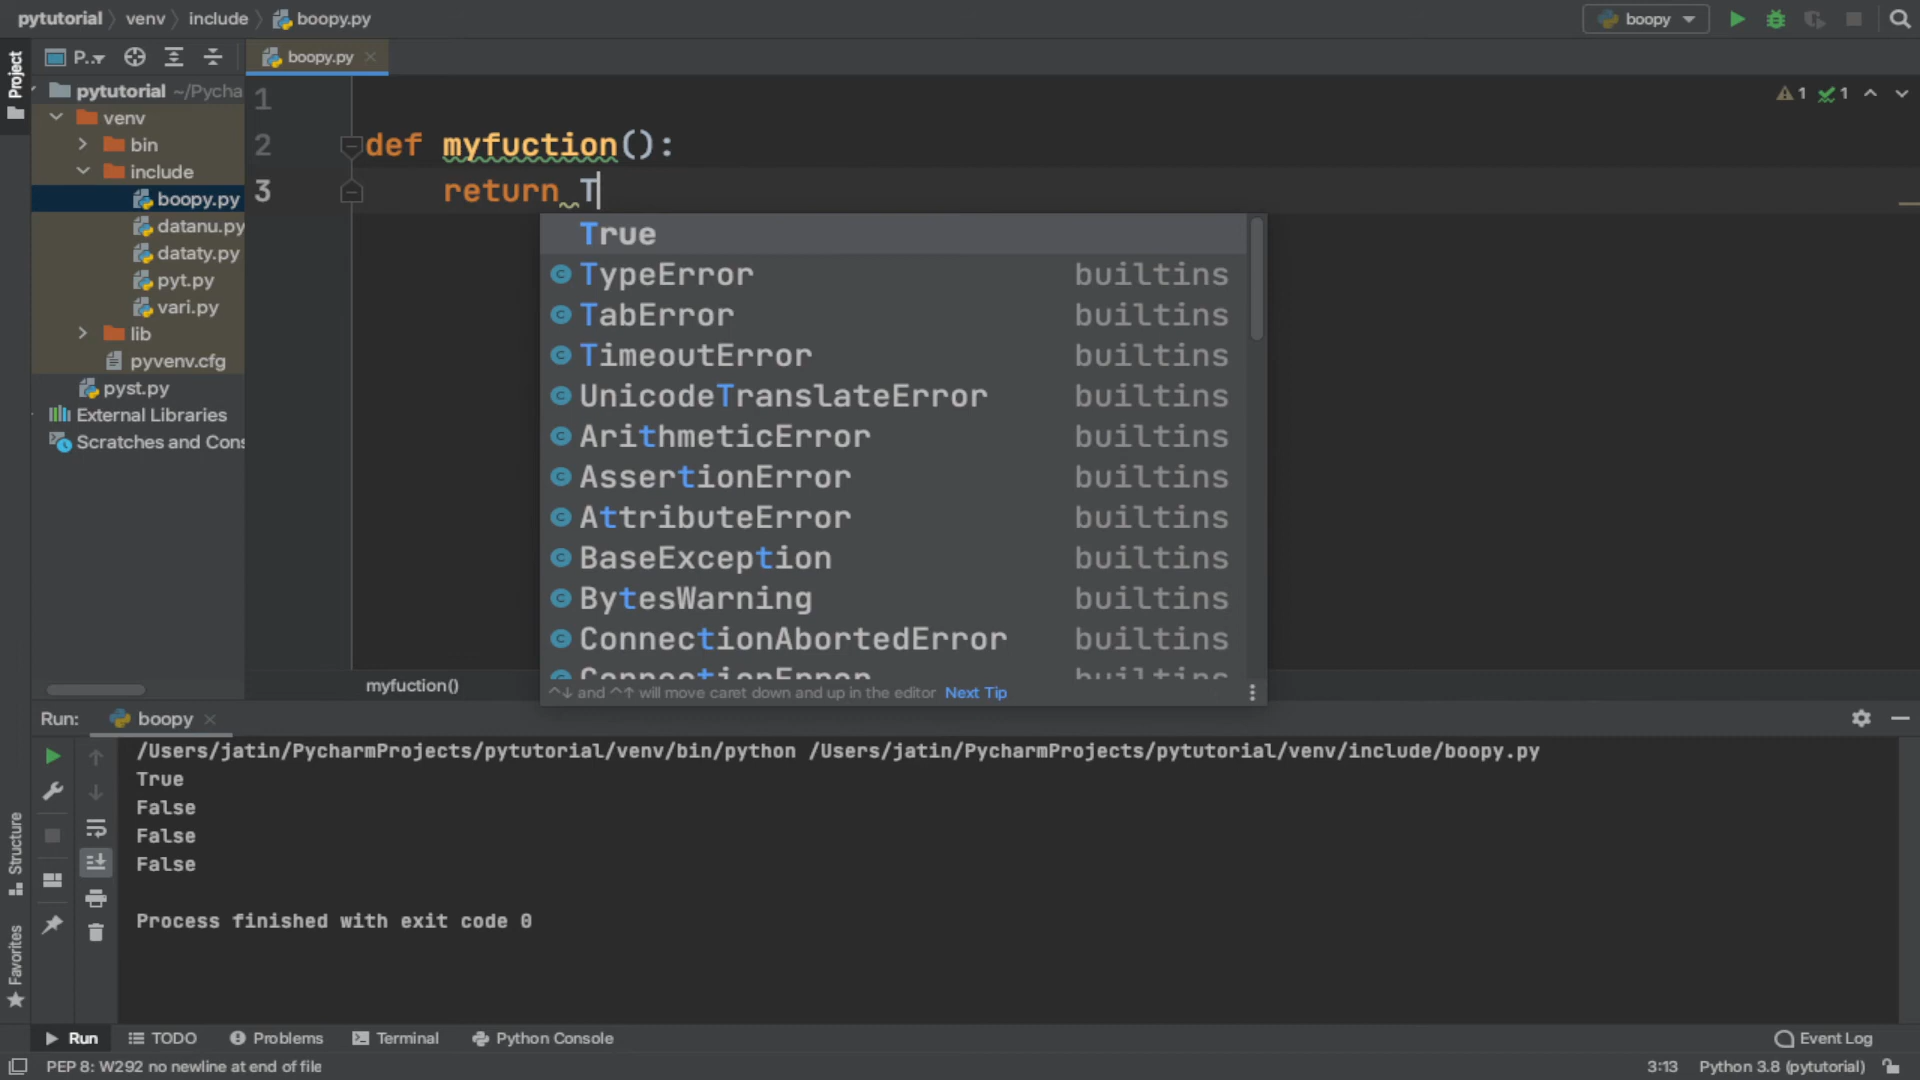 pytutorial venv include boopy.py
boopy
Project
P..
boopy.py
pytutorial ~/Pycha
venv
bin
include
boopy.py
datanu.py
dataty.py
pyt.py
vari.py
lib
pyvenv.cfg
pyst.py
External Libraries
Scratches and Cons
1
2 def myfuction():
3 return T
1 1
True
TypeError builtins
TabError builtins
TimeoutError builtins
UnicodeTranslateError builtins
ArithmeticError builtins
AssertionError builtins
AttributeError builtins
BaseException builtins
BytesWarning builtins
ConnectionAbortedError builtins
ConnectionError builtins
^↓ and ^↑ will move caret down and up in the editor Next Tip
myfuction()
Run: boopy
/Users/jatin/PycharmProjects/pytutorial/venv/bin/python /Users/jatin/PycharmProjects/pytutorial/venv/include/boopy.py
True
False
False
False
Process finished with exit code 0
Structure
Favorites
Run TODO Problems Terminal Python Console Event Log
PEP 8: W292 no newline at end of file 3:13 Python 3.8 (pytutorial)